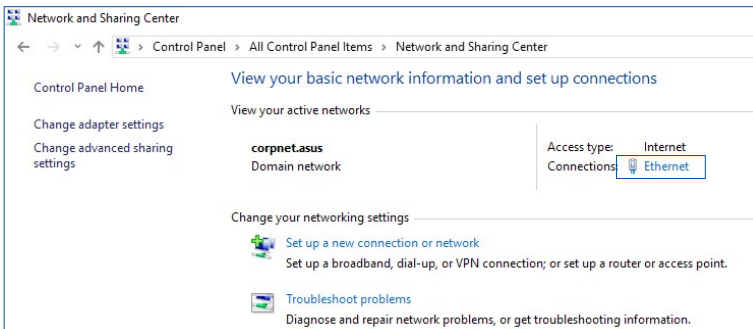 Network and Sharing Center
Control Panel > All Control Panel Items > Network and Sharing Center
Control Panel Home
Change adapter settings
Change advanced sharing
settings
View your basic network information and set up connections
View your active networks
corpnet.asus
Domain network
Access type: Internet
Connections: Ethernet
Change your networking settings
Set up a new connection or network
Set up a broadband, dial-up, or VPN connection; or set up a router or access point.
Troubleshoot problems
Diagnose and repair network problems, or get troubleshooting information.